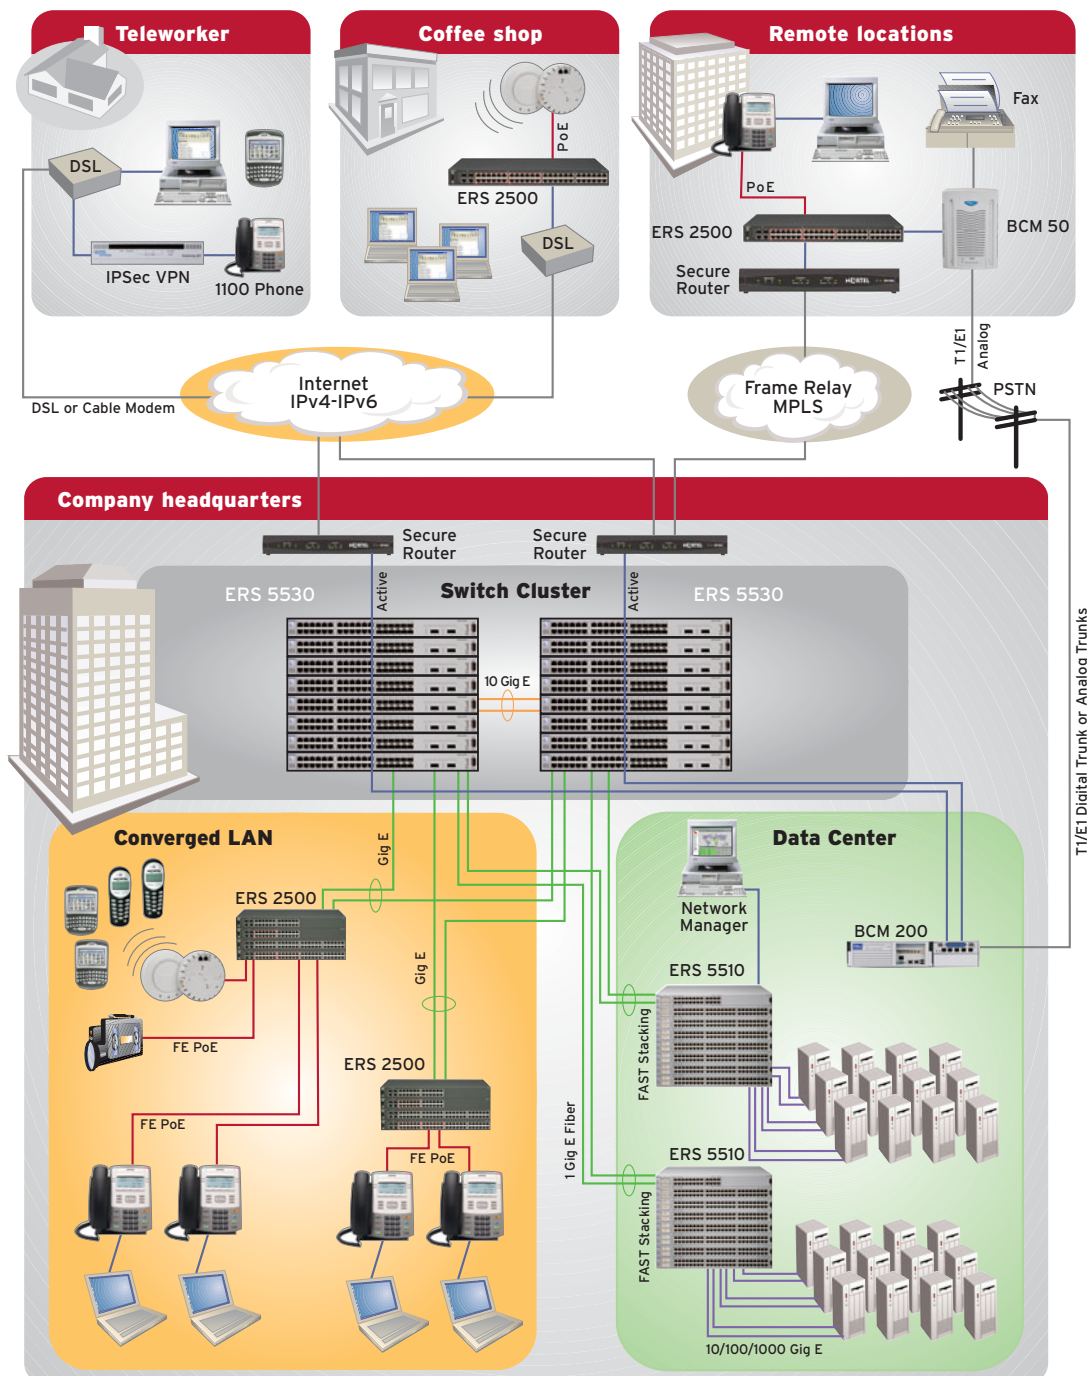 Teleworker
Coffee shop
Remote locations
DSL
IPSec VPN
1100 Phone
PoE
ERS 2500
DSL
Fax
PoE
ERS 2500
BCM 50
Secure
Router
NORTEL
T1/E1
Analog
Internet
IPv4-IPv6
DSL or Cable Modem
Frame Relay
MPLS
PSTN
Company headquarters
Secure
Router
Secure
Router
NORTEL
NORTEL
ERS 5530
Active
Switch Cluster
Active
ERS 5530
10 Gig E
T1/E1 Digital Trunk or Analog Trunks
Converged LAN
Gig E
ERS 2500
Gig E
FE PoE
ERS 2500
FE PoE
FE PoE
1 Gig E Fiber
Data Center
Network
Manager
BCM 200
ERS 5510
FAST Stacking
ERS 5510
FAST Stacking
10/100/1000 Gig E